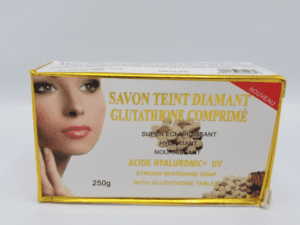 NOUVEAU
SAVON TEINT DIAMANT
GLUTATHIONE COMPRIMÉ
SUPER ECLAIRCISSANT
HYDRATANT
NOURRISSANT
ACIDE HYALURONIC+ UV
STRONG WHITENING SOAP
WITH GLUTATHIONE TABLET
250g